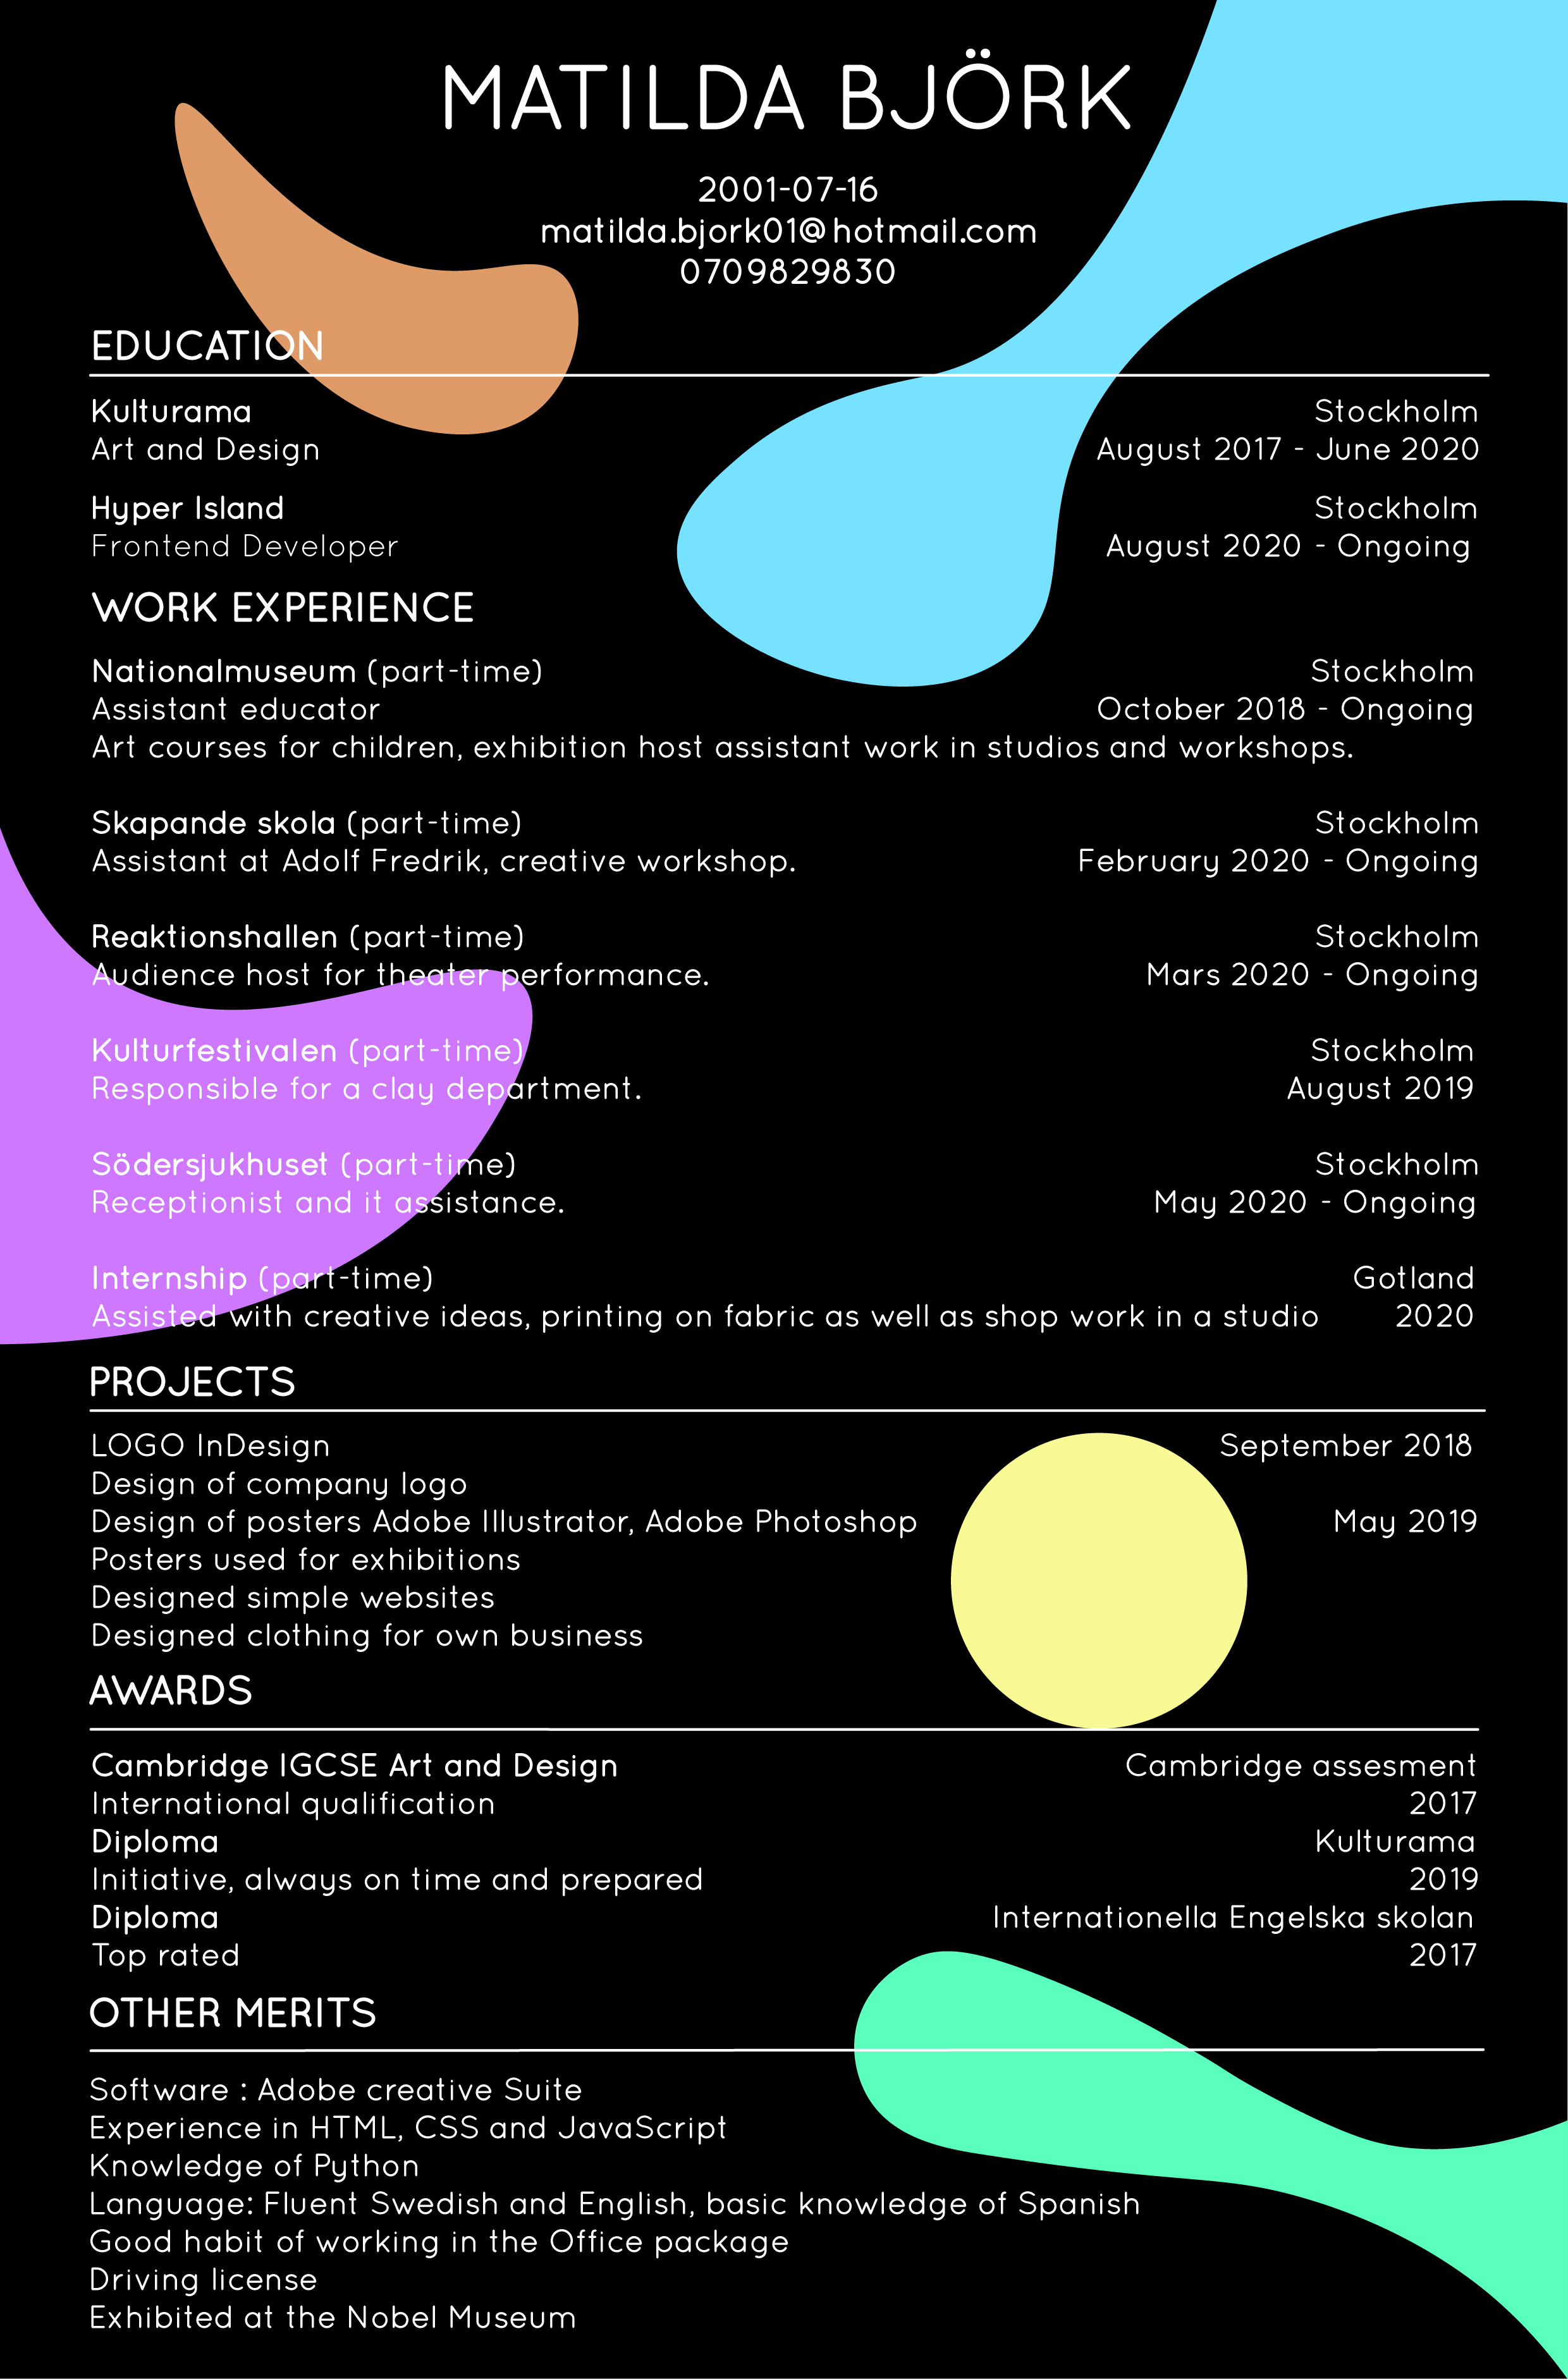 MATILDA BJÖRK
2001-07-16
matilda.bjork01@hotmail.com
0709829830
EDUCATION
Kulturama Stockholm
Art and Design August 2017 - June 2020
Hyper Island Stockholm
Frontend Developer August 2020 - Ongoing
WORK EXPERIENCE
Nationalmuseum (part-time) Stockholm
Assistant educator October 2018 - Ongoing
Art courses for children, exhibition host assistant work in studios and workshops.
Skapande skola (part-time) Stockholm
Assistant at Adolf Fredrik, creative workshop. February 2020 - Ongoing
Reaktionshallen (part-time) Stockholm
Audience host for theater performance. Mars 2020 - Ongoing
Kulturfestivalen (part-time) Stockholm
Responsible for a clay department. August 2019
Södersjukhuset (part-time) Stockholm
Receptionist and it assistance. May 2020 - Ongoing
Internship (part-time) Gotland
Assisted with creative ideas, printing on fabric as well as shop work in a studio 2020
PROJECTS
LOGO InDesign September 2018
Design of company logo
Design of posters Adobe Illustrator, Adobe Photoshop May 2019
Posters used for exhibitions
Designed simple websites
Designed clothing for own business
AWARDS
Cambridge IGCSE Art and Design Cambridge assesment
International qualification 2017
Diploma Kulturama
Initiative, always on time and prepared 2019
Diploma Internationella Engelska skolan
Top rated 2017
OTHER MERITS
Software : Adobe creative Suite
Experience in HTML, CSS and JavaScript
Knowledge of Python
Language: Fluent Swedish and English, basic knowledge of Spanish
Good habit of working in the Office package
Driving license
Exhibited at the Nobel Museum